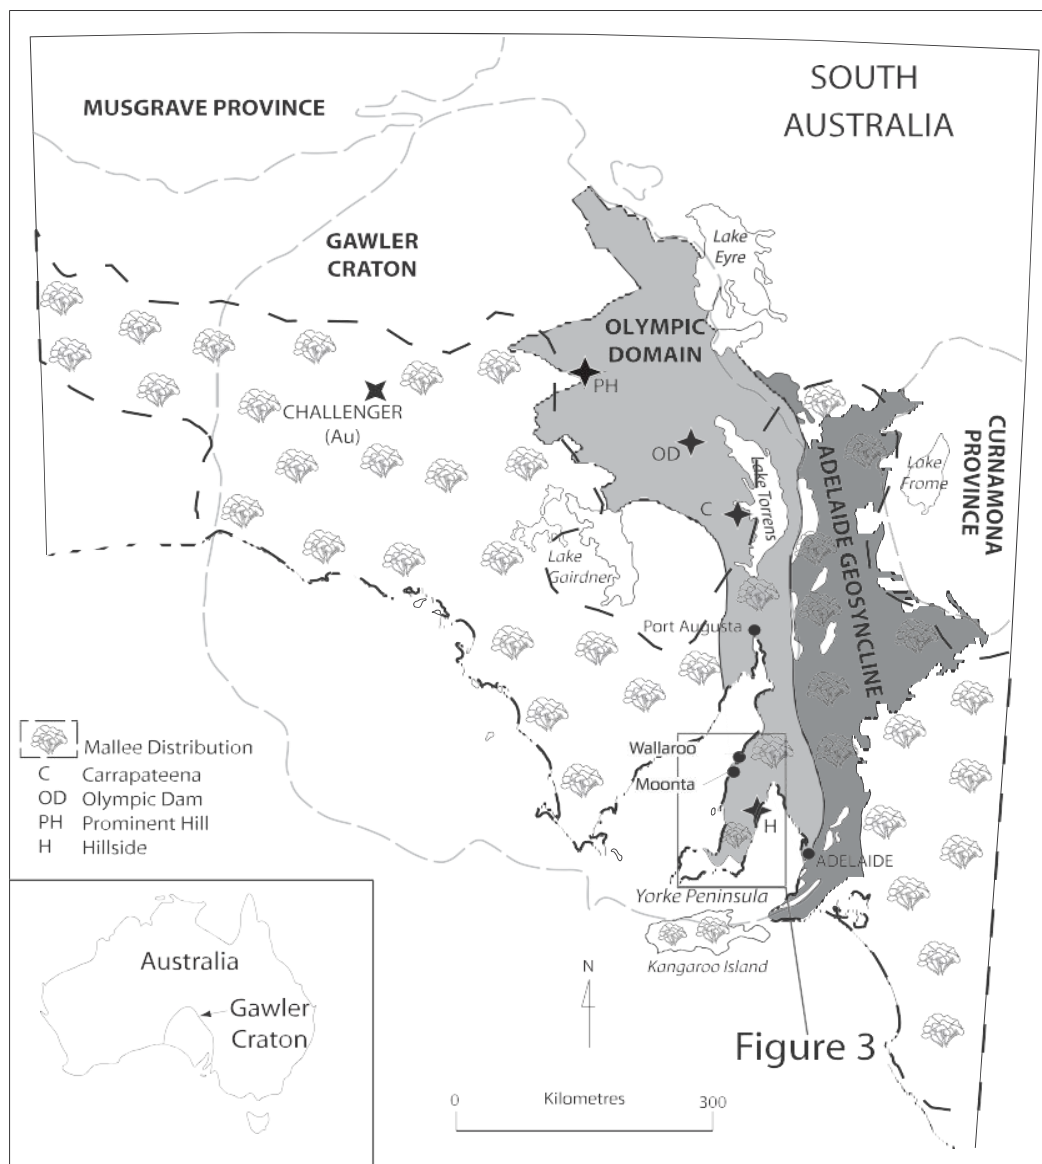 SOUTH
AUSTRALIA
MUSGRAVE PROVINCE
GAWLER
CRATON
Lake
Eyre
OLYMPIC
DOMAIN
PH
CHALLENGER
(Au)
OD
Lake Torrens
C
ADELAIDE GEOSYNCLINE
Lake
Frome
CURNAMONA
PROVINCE
Lake
Gairdner
Port Augusta
Wallaroo
Moonta
H
ADELAIDE
Yorke Peninsula
Kangaroo Island
Mallee Distribution
C Carrapateena
OD Olympic Dam
PH Prominent Hill
H Hillside
Australia
Gawler
Craton
N
Figure 3
0 Kilometres 300